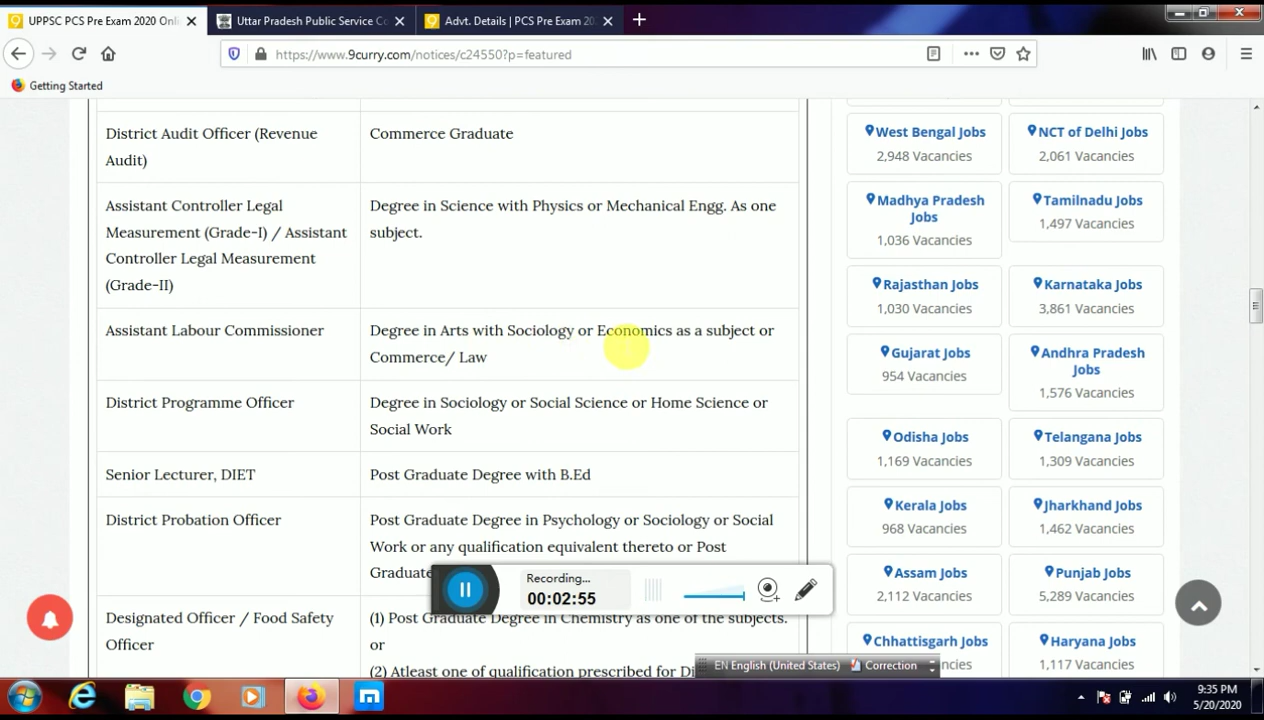 UPPSC PCS Pre Exam 2020 Onli
Uttar Pradesh Public Service Co
Advt. Details | PCS Pre Exam 202
https://www.9curry.com/notices/c24550?p=featured
Getting Started
District Audit Officer (Revenue
Audit)
Commerce Graduate
Assistant Controller Legal
Measurement (Grade-I) / Assistant
Controller Legal Measurement
(Grade-II)
Degree in Science with Physics or Mechanical Engg. As one
subject.
Assistant Labour Commissioner
Degree in Arts with Sociology or Economics as a subject or
Commerce/ Law
District Programme Officer
Degree in Sociology or Social Science or Home Science or
Social Work
Senior Lecturer, DIET
Post Graduate Degree with B.Ed
District Probation Officer
Post Graduate Degree in Psychology or Sociology or Social
Work or any qualification equivalent thereto or Post
Graduate
Designated Officer / Food Safety
Officer
(1) Post Graduate Degree in Chemistry as one of the subjects.
or
(2) Atleast one of qualification prescribed for
West Bengal Jobs
2,948 Vacancies
NCT of Delhi Jobs
2,061 Vacancies
Madhya Pradesh
Jobs
1,036 Vacancies
Tamilnadu Jobs
1,497 Vacancies
Rajasthan Jobs
1,030 Vacancies
Karnataka Jobs
3,861 Vacancies
Gujarat Jobs
954 Vacancies
Andhra Pradesh
Jobs
1,576 Vacancies
Odisha Jobs
1,169 Vacancies
Telangana Jobs
1,309 Vacancies
Kerala Jobs
968 Vacancies
Jharkhand Jobs
1,462 Vacancies
Assam Jobs
2,112 Vacancies
Punjab Jobs
5,289 Vacancies
Chhattisgarh Jobs
Haryana Jobs
1,117 Vacancies
Recording...
00:02:55
EN English (United States)
Correction
9:35 PM
5/20/2020